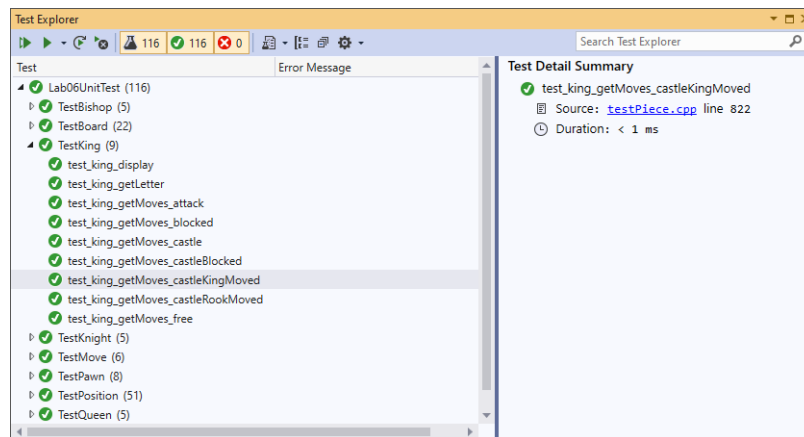 Test Explorer
116 116 0
Search Test Explorer
Test Error Message
Lab06UnitTest (116)
TestBishop (5)
TestBoard (22)
TestKing (9)
test_king_display
test_king_getLetter
test_king_getMoves_attack
test_king_getMoves_blocked
test_king_getMoves_castle
test_king_getMoves_castleBlocked
test_king_getMoves_castleKingMoved
test_king_getMoves_castleRookMoved
test_king_getMoves_free
TestKnight (5)
TestMove (6)
TestPawn (8)
TestPosition (51)
TestQueen (5)
Test Detail Summary
test_king_getMoves_castleKingMoved
Source: testPiece.cpp line 822
Duration: < 1 ms